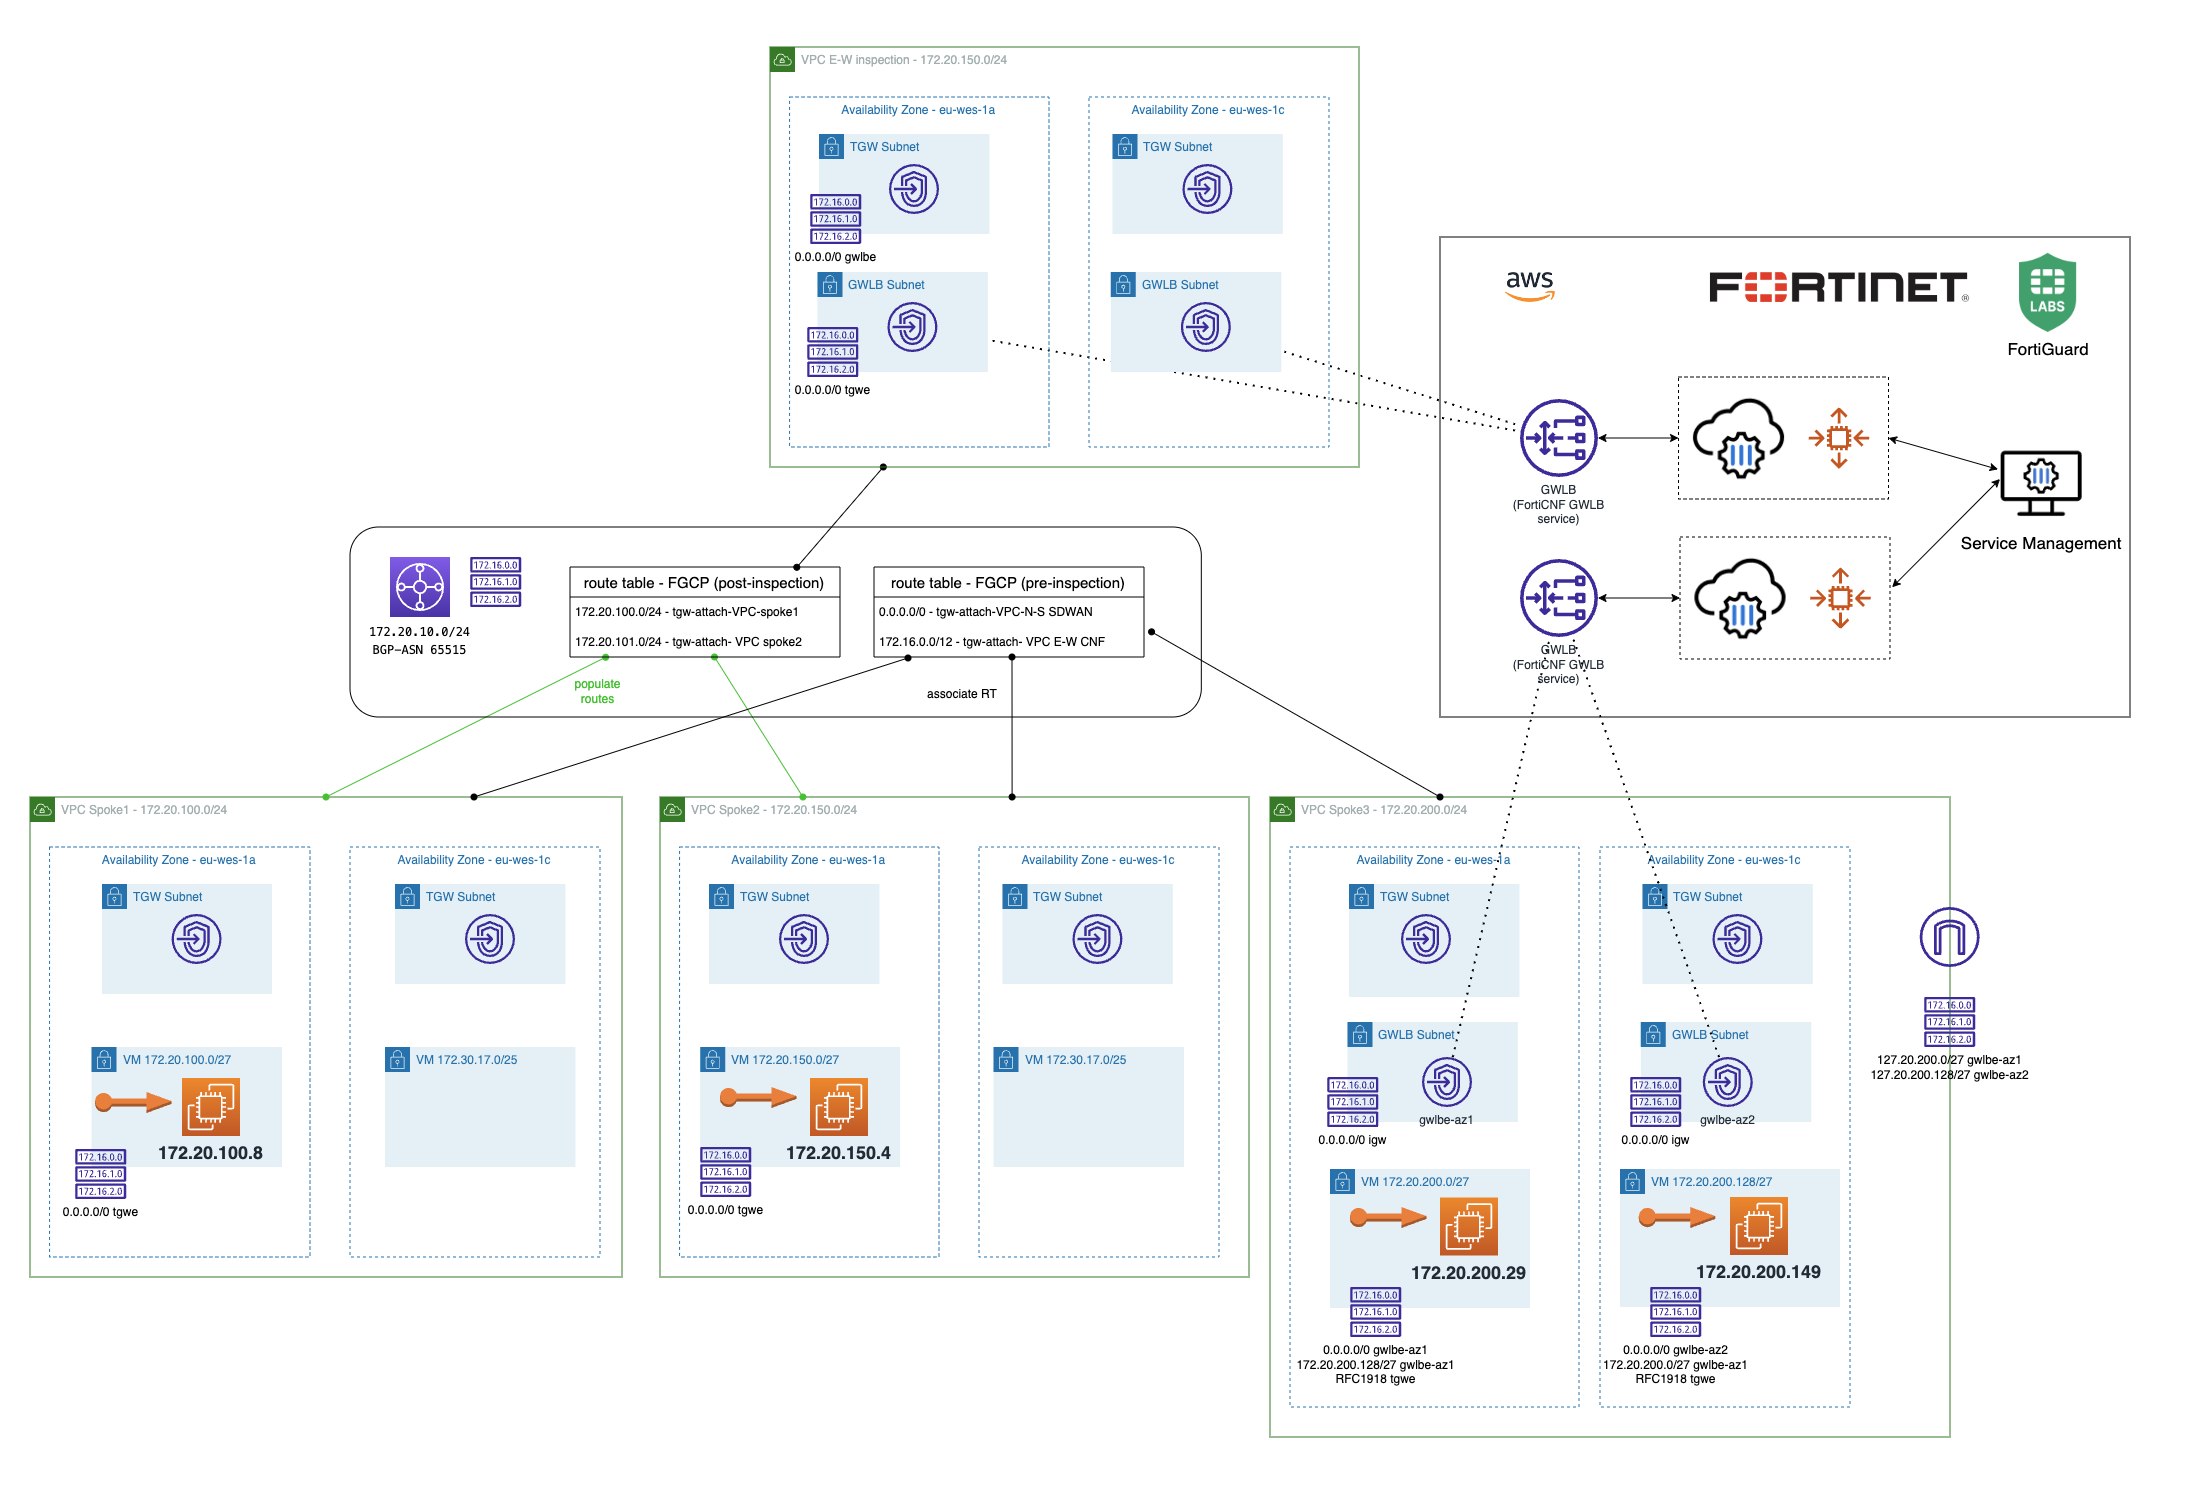 VPC E-W inspection - 172.20.150.0/24
Availability Zone - eu-wes-1a
TGW Subnet
172.16.0.0
172.16.1.0
172.16.2.0
0.0.0.0/0 gwlbe
GWLB Subnet
172.16.0.0
172.16.1.0
172.16.2.0
0.0.0.0/0 tgwe
Availability Zone - eu-wes-1c
TGW Subnet
GWLB Subnet
aws
FORTINET®
LABS
FortiGuard
GWLB
(FortiCNF GWLB
service)
GWLB
(FortiCNF GWLB
service)
Service Management
172.16.0.0
172.16.1.0
172.16.2.0
172.20.10.0/24
BGP-ASN 65515
route table - FGCP (post-inspection)
172.20.100.0/24 - tgw-attach-VPC-spoke1
172.20.101.0/24 - tgw-attach- VPC spoke2
route table - FGCP (pre-inspection)
0.0.0.0/0 - tgw-attach-VPC-N-S SDWAN
172.16.0.0/12 - tgw-attach- VPC E-W CNF
populate
routes
associate RT
VPC Spoke1 - 172.20.100.0/24
Availability Zone - eu-wes-1a
TGW Subnet
VM 172.20.100.0/27
172.20.100.8
172.16.0.0
172.16.1.0
172.16.2.0
0.0.0.0/0 tgwe
Availability Zone - eu-wes-1c
TGW Subnet
VM 172.30.17.0/25
VPC Spoke2 - 172.20.150.0/24
Availability Zone - eu-wes-1a
TGW Subnet
VM 172.20.150.0/27
172.20.150.4
172.16.0.0
172.16.1.0
172.16.2.0
0.0.0.0/0 tgwe
Availability Zone - eu-wes-1c
TGW Subnet
VM 172.30.17.0/25
VPC Spoke3 - 172.20.200.0/24
Availability Zone - eu-wes-1a
TGW Subnet
GWLB Subnet
172.16.0.0
172.16.1.0
172.16.2.0
gwlbe-az1
0.0.0.0/0 igw
VM 172.20.200.0/27
172.20.200.29
172.16.0.0
172.16.1.0
172.16.2.0
0.0.0.0/0 gwlbe-az1
172.20.200.128/27 gwlbe-az1
RFC1918 tgwe
Availability Zone - eu-wes-1c
TGW Subnet
GWLB Subnet
172.16.0.0
172.16.1.0
172.16.2.0
gwlbe-az2
0.0.0.0/0 igw
VM 172.20.200.128/27
172.20.200.149
172.16.0.0
172.16.1.0
172.16.2.0
0.0.0.0/0 gwlbe-az2
172.20.200.0/27 gwlbe-az1
RFC1918 tgwe
172.16.0.0
172.16.1.0
172.16.2.0
127.20.200.0/27 gwlbe-az1
127.20.200.128/27 gwlbe-az2